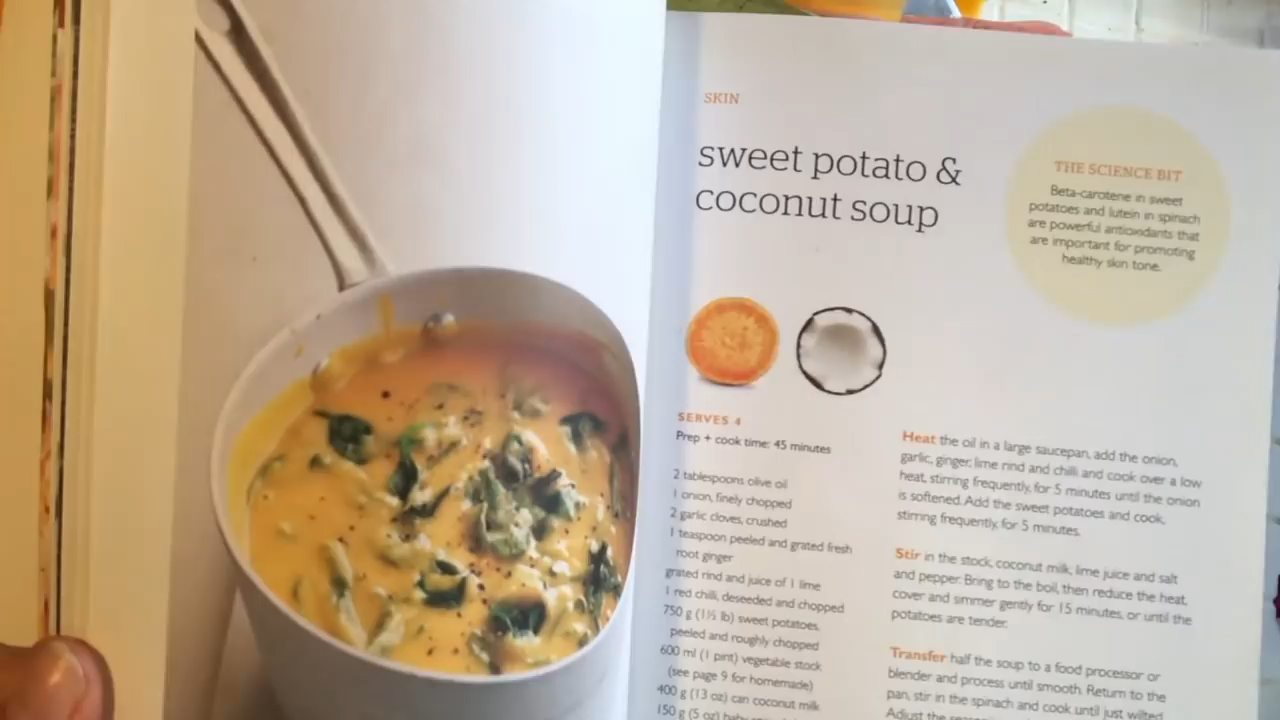 SKIN
sweet potato &
coconut soup
THE SCIENCE BIT
Beta-carotene in sweet
potatoes and lutein in spinach
are powerful antioxidants that
are important for promoting
healthy skin tone.
SERVES 4
Prep + cook time: 45 minutes
2 tablespoons olive oil
1 onion, finely chopped
2 garlic cloves, crushed
1 teaspoon peeled and grated fresh
root ginger
grated rind and juice of 1 lime
1 red chilli, deseeded and chopped
750 g (1½ lb) sweet potatoes,
peeled and roughly chopped
600 ml (1 pint) vegetable stock
(see page 9 for homemade)
400 g (13 oz) can coconut milk
150 g (5 oz) baby
Heat the oil in a large saucepan, add the onion,
garlic, ginger, lime rind and chilli and cook over a low
heat, stirring frequently, for 5 minutes until the onion
is softened. Add the sweet potatoes and cook,
stirring frequently, for 5 minutes.
Stir in the stock, coconut milk, lime juice and salt
and pepper. Bring to the boil, then reduce the heat,
cover and simmer gently for 15 minutes, or until the
potatoes are tender.
Transfer half the soup to a food processor or
blender and process until smooth. Return to the
pan, stir in the spinach and cook until just wilted.
Adjust the